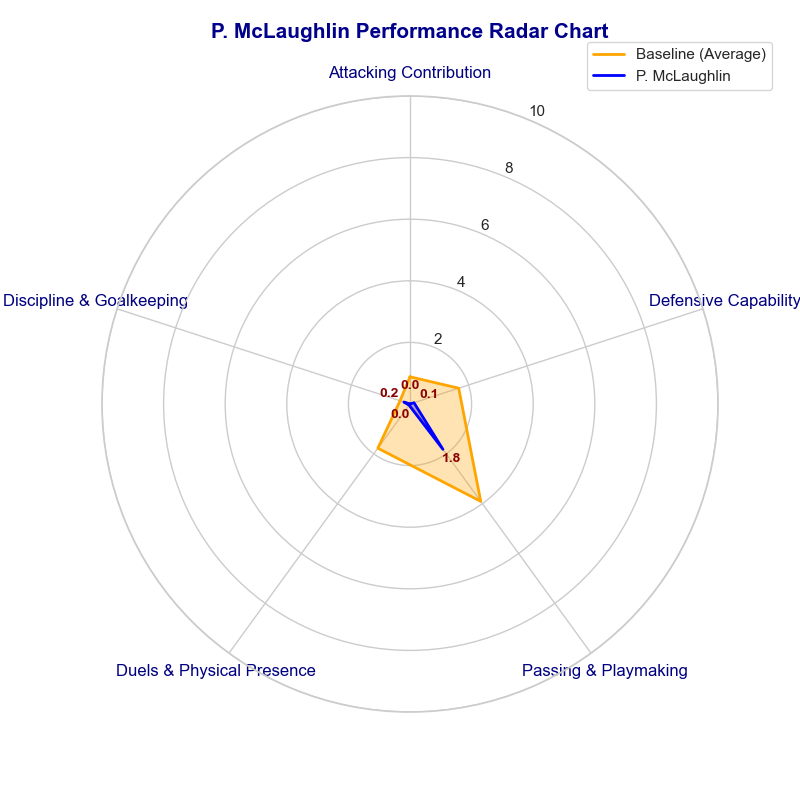 P. McLaughlin Performance Radar Chart
Baseline (Average)
P. McLaughlin
Attacking Contribution
10
8
6
4
2
Discipline & Goalkeeping
Defensive Capability
0.0
0.2
0.1
0.0
1.8
Duels & Physical Presence
Passing & Playmaking